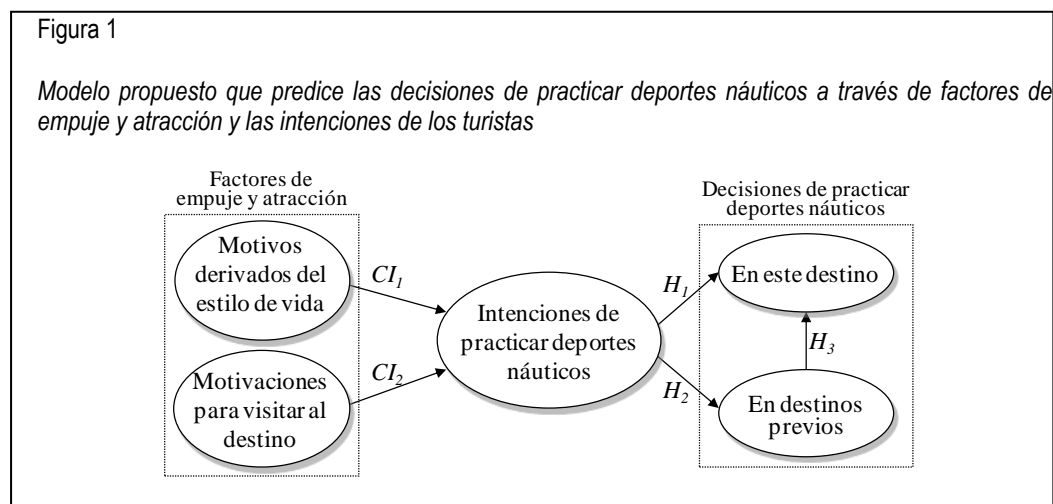 Figura 1
Modelo propuesto que predice las decisiones de practicar deportes náuticos a través de factores de
empuje y atracción y las intenciones de los turistas
Factores de
empuje y atracción
Motivos
derivados del
estilo de vida
CI1
Motivaciones
para visitar al
destino
CI2
Intenciones de
practicar deportes
náuticos
H1
H2
Decisiones de practicar
deportes náuticos
En este destino
H3
En destinos
previos